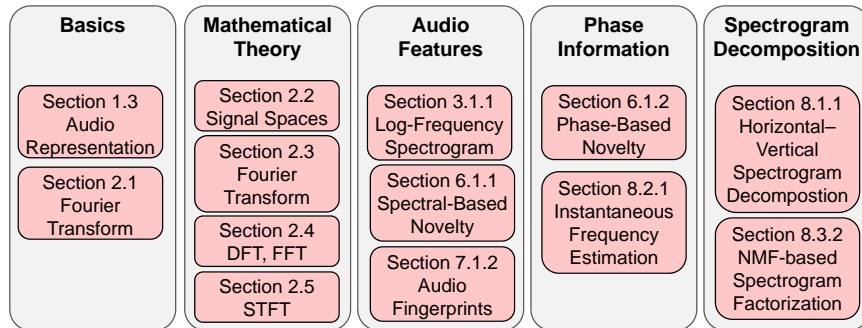 Basics
Section 1.3
Audio
Representation
Section 2.1
Fourier
Transform
Mathematical
Theory
Section 2.2
Signal Spaces
Section 2.3
Fourier
Transform
Section 2.4
DFT, FFT
Section 2.5
STFT
Audio
Features
Section 3.1.1
Log-Frequency
Spectrogram
Section 6.1.1
Spectral-Based
Novelty
Section 7.1.2
Audio
Fingerprints
Phase
Information
Section 6.1.2
Phase-Based
Novelty
Section 8.2.1
Instantaneous
Frequency
Estimation
Spectrogram
Decomposition
Section 8.1.1
Horizontal–
Vertical
Spectrogram
Decompostion
Section 8.3.2
NMF-based
Spectrogram
Factorization